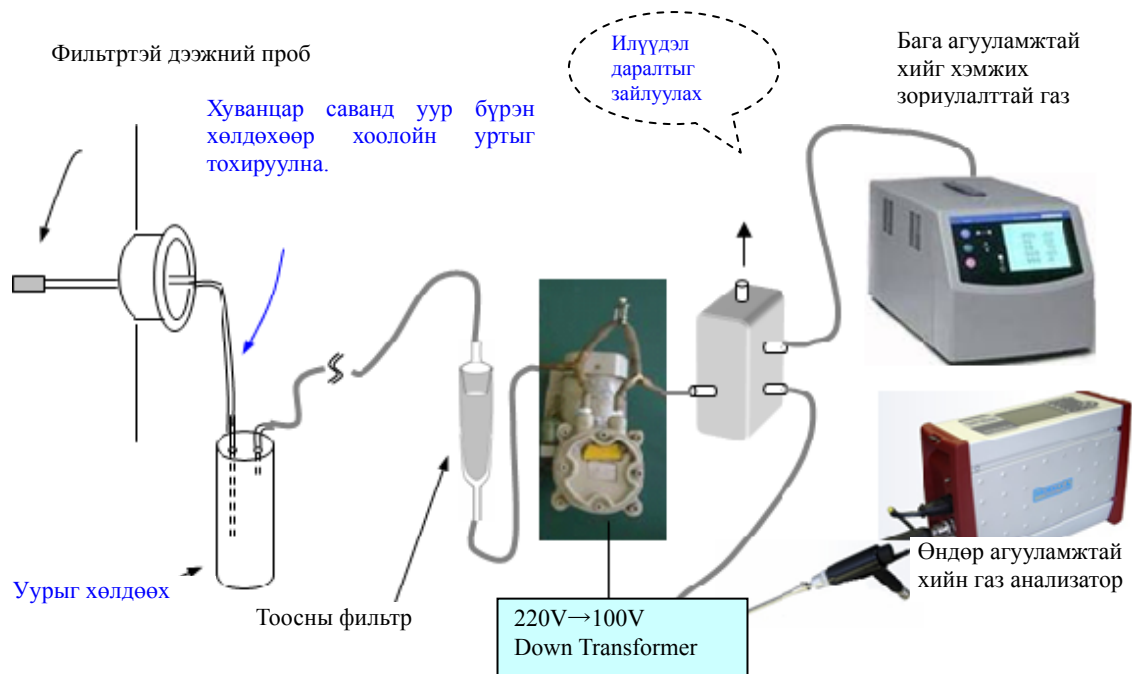 Фильтртэй дээжний проб
Хуванцар саванд уур бүрэн
хөлдөхөөр хоолойн уртыг
тохируулна.
Илүүдэл
даралтыг
зайлуулах
Бага агууламжтай
хийг хэмжих
зориулалттай газ
Уурыг хөлдөөх
Тоосны фильтр
220V→100V
Down Transformer
Өндөр агууламжтай
хийн газ анализатор